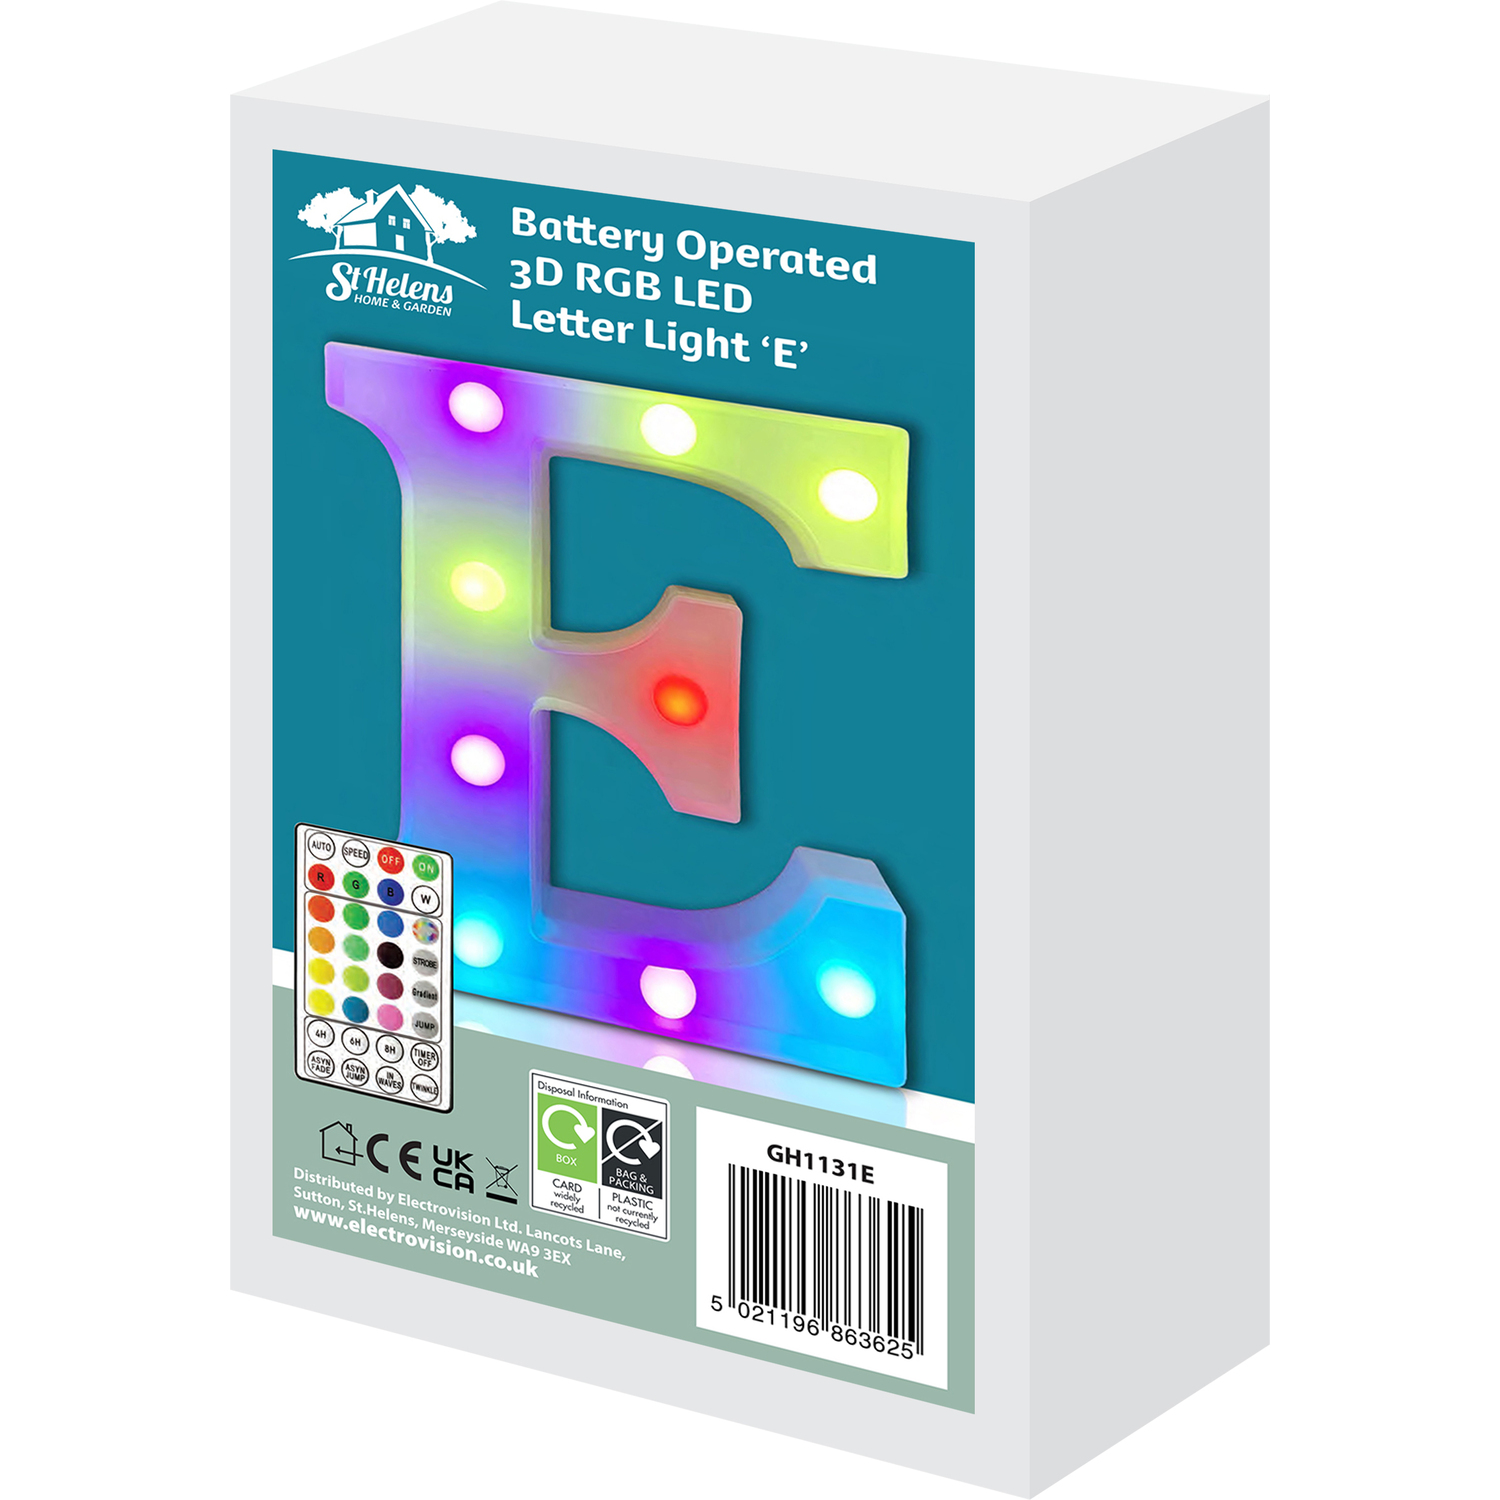 St Helens
HOME & GARDEN
Battery Operated
3D RGB LED
Letter Light ‘E’
AUTO SPEED OFF ON
R G B W
STROBE
Gradient
JUMP
4H 6H 8H TIMER OFF
ASYN FADE ASYN JUMP IN WAVES TWINKLE
CE UK CA
Distributed by Electrovision Ltd. Lancots Lane,
Sutton, St.Helens, Merseyside WA9 3EX
www.electrovision.co.uk
Disposal Information
BOX
CARD
widely
recycled
BAG &
PACKING
PLASTIC
not currently
recycled
GH1131E
5 021196 863625